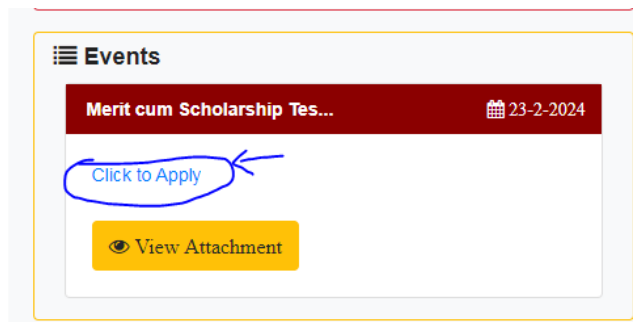 Events
Merit cum Scholarship Tes... 23-2-2024
Click to Apply
View Attachment